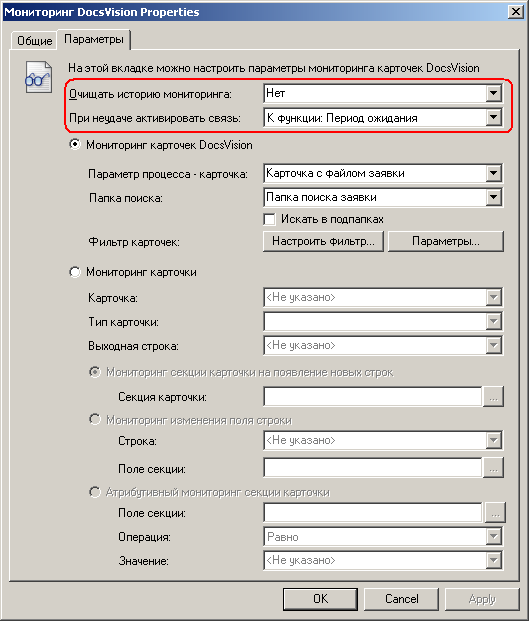 Мониторинг DocsVision Properties
Общие Параметры
На этой вкладке можно настроить параметры мониторинга карточек DocsVision
Очищать историю мониторинга: Нет
При неудаче активировать связь: К функции: Период ожидания
Мониторинг карточек DocsVision
Параметр процесса - карточка: Карточка с файлом заявки
Папка поиска: Папка поиска заявки
Искать в подпапках
Фильтр карточек: Настроить фильтр... Параметры...
Мониторинг карточки
Карточка: <Не указано>
Тип карточки:
Выходная строка: <Не указано>
Мониторинг секции карточки на появление новых строк
Секция карточки: ...
Мониторинг изменения поля строки
Строка: <Не указано>
Поле секции: ...
Атрибутивный мониторинг секции карточки
Поле секции: ...
Операция: Равно
Значение: <Не указано>
OK Cancel Apply